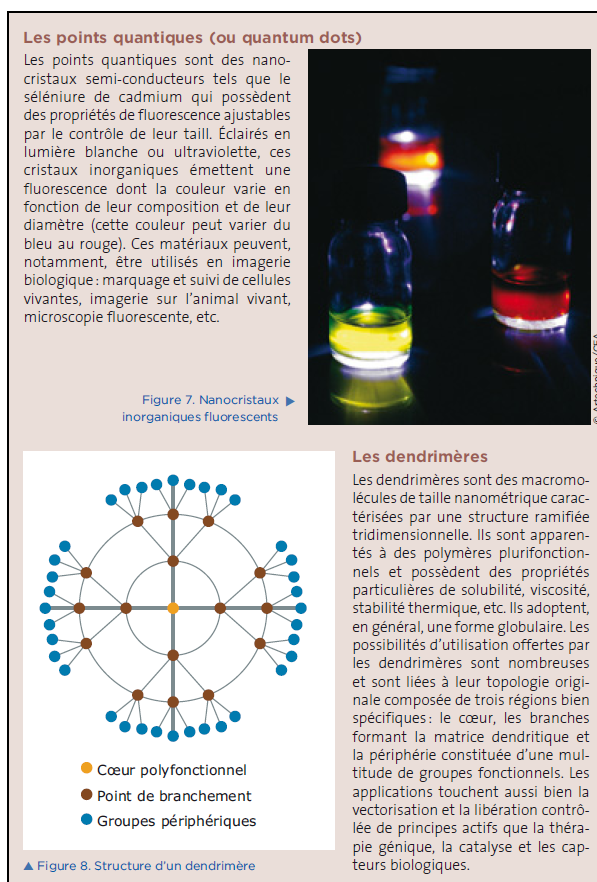 Les points quantiques (ou quantum dots)
Les points quantiques sont des nano-
cristaux semi-conducteurs tels que le
séléniure de cadmium qui possèdent
des propriétés de fluorescence ajustables
par le contrôle de leur taill. Éclairés en
lumière blanche ou ultraviolette, ces
cristaux inorganiques émettent une
fluorescence dont la couleur varie en
fonction de leur composition et de leur
diamètre (cette couleur peut varier du
bleu au rouge). Ces matériaux peuvent,
notamment, être utilisés en imagerie
biologique : marquage et suivi de cellules
vivantes, imagerie sur l'animal vivant,
microscopie fluorescente, etc.
Figure 7. Nanocristaux ▶
inorganiques fluorescents
Les dendrimères
Les dendrimères sont des macromo-
lécules de taille nanométrique carac-
térisées par une structure ramifiée
tridimensionnelle. Ils sont apparen-
tés à des polymères plurifonction-
nels et possèdent des propriétés
particulières de solubilité, viscosité,
stabilité thermique, etc. Ils adoptent,
en général, une forme globulaire. Les
possibilités d'utilisation offertes par
les dendrimères sont nombreuses
et sont liées à leur topologie origi-
nale composée de trois régions bien
spécifiques : le cœur, les branches
formant la matrice dendritique et
la périphérie constituée d'une mul-
titude de groupes fonctionnels. Les
applications touchent aussi bien la
vectorisation et la libération contrô-
lée de principes actifs que la théra-
pie génique, la catalyse et les cap-
teurs biologiques.
Cœur polyfonctionnel
Point de branchement
Groupes périphériques
▲ Figure 8. Structure d'un dendrimère